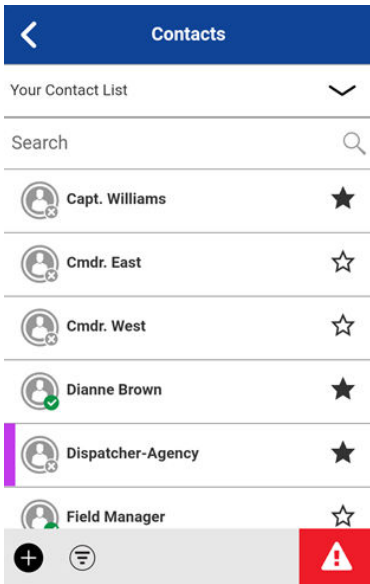 Contacts
Your Contact List
Search
Capt. Williams
Cmdr. East
Cmdr. West
Dianne Brown
Dispatcher-Agency
Field Manager